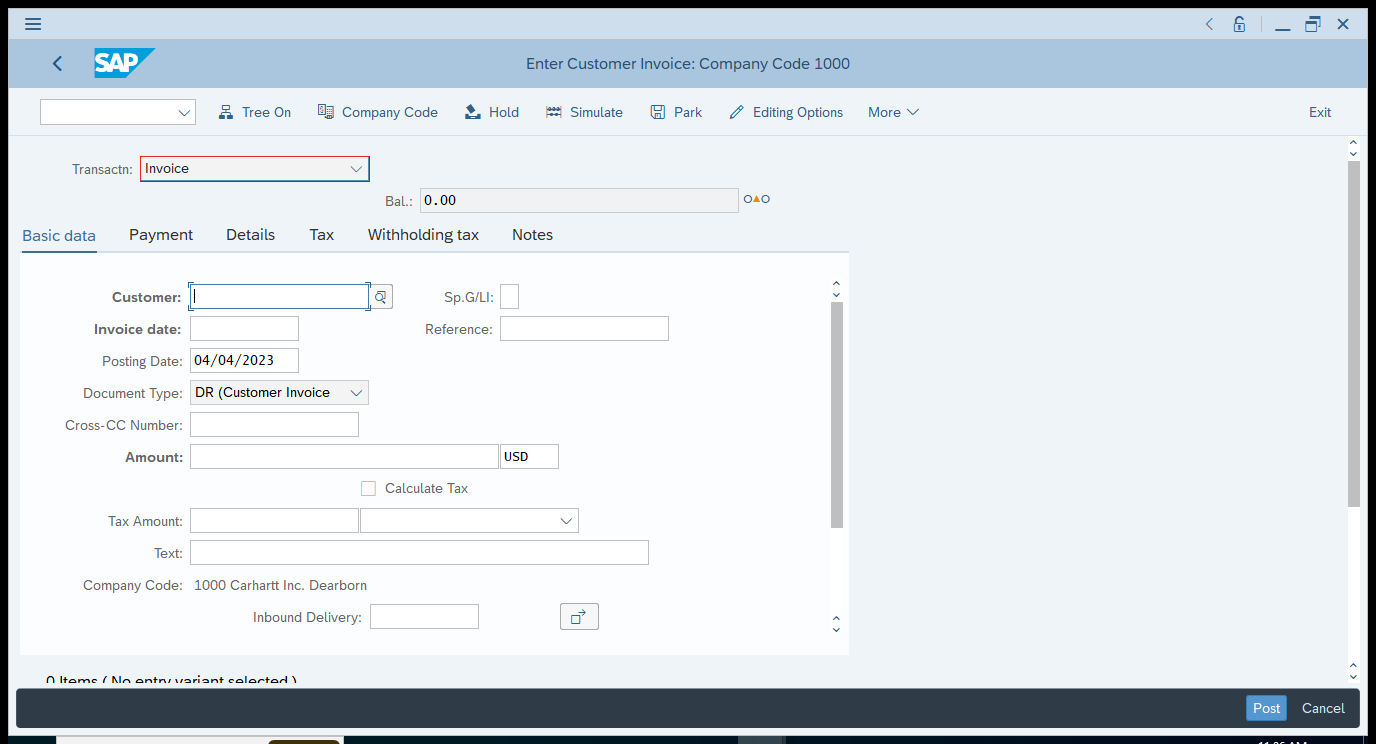 SAP
Enter Customer Invoice: Company Code 1000
Tree On Company Code Hold Simulate Park Editing Options More Exit
Transactn: Invoice
Bal.: 0.00
Basic data Payment Details Tax Withholding tax Notes
Customer: Sp.G/LI:
Invoice date: Reference:
Posting Date: 04/04/2023
Document Type: DR (Customer Invoice
Cross-CC Number:
Amount: USD
Calculate Tax
Tax Amount:
Text:
Company Code: 1000 Carhartt Inc. Dearborn
Inbound Delivery:
0 Items ( No entry variant selected )
Post Cancel